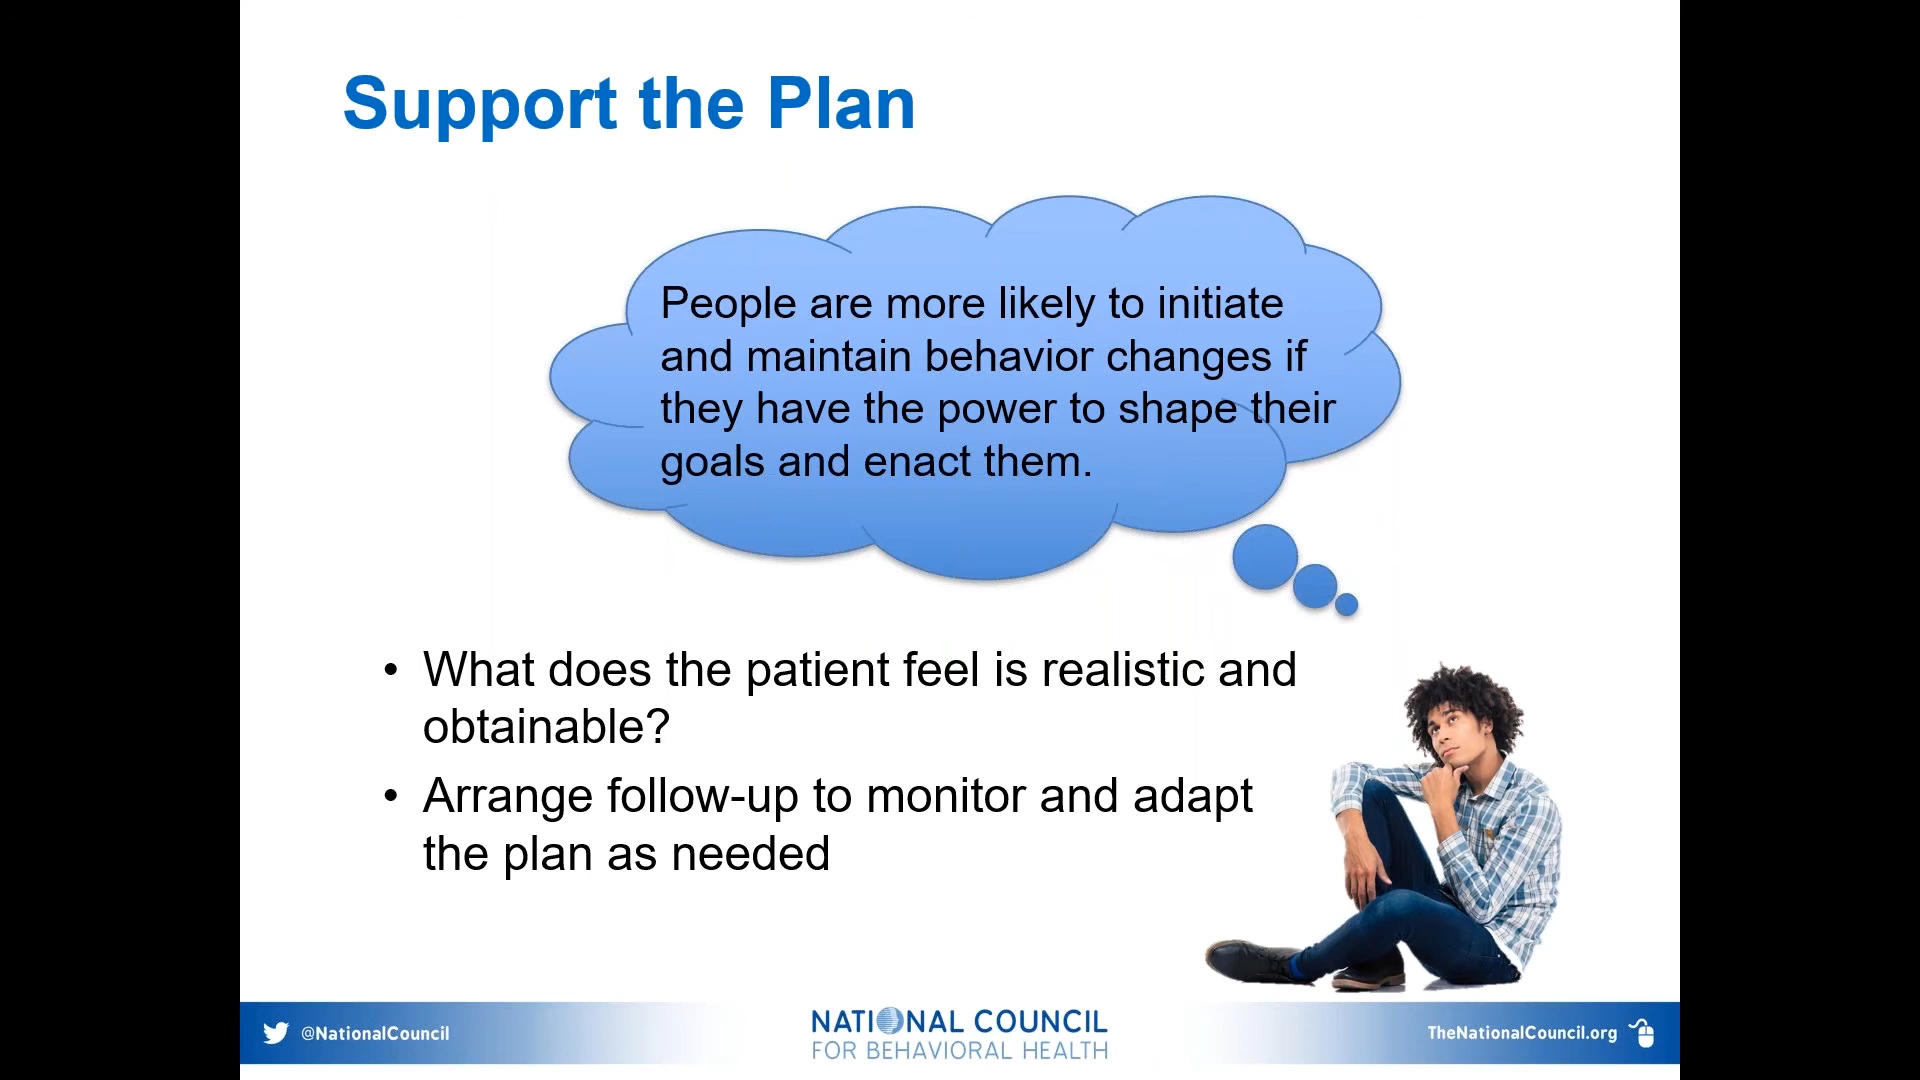 Support the Plan
People are more likely to initiate
and maintain behavior changes if
they have the power to shape their
goals and enact them.
• What does the patient feel is realistic and
obtainable?
• Arrange follow-up to monitor and adapt
the plan as needed
@NationalCouncil
NATIONAL COUNCIL
FOR BEHAVIORAL HEALTH
TheNationalCouncil.org